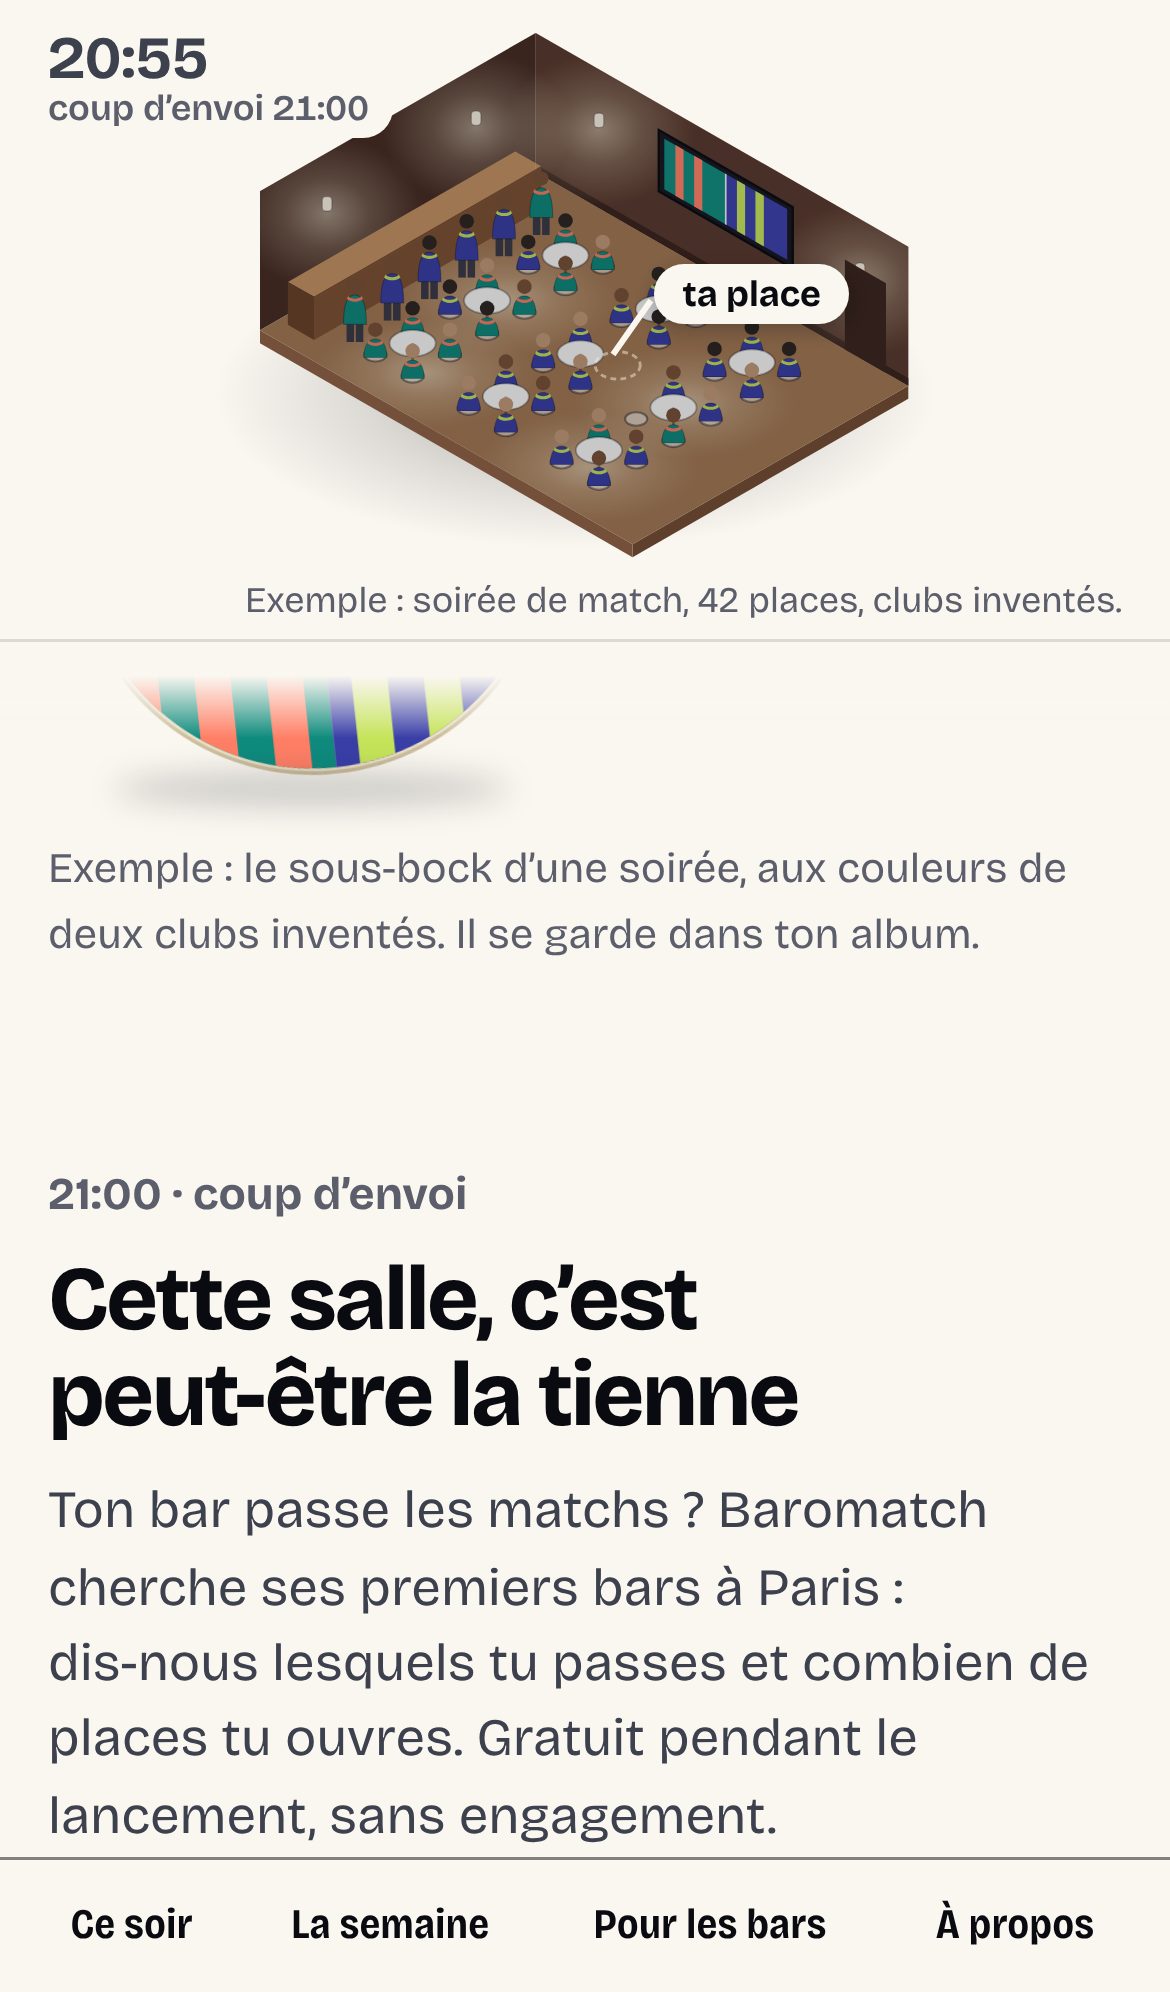 20:55
coup d’envoi 21:00
ta place
Exemple : soirée de match, 42 places, clubs inventés.
Exemple : le sous-bock d’une soirée, aux couleurs de
deux clubs inventés. Il se garde dans ton album.
21:00 · coup d’envoi
Cette salle, c’est
peut-être la tienne
Ton bar passe les matchs ? Baromatch
cherche ses premiers bars à Paris :
dis-nous lesquels tu passes et combien de
places tu ouvres. Gratuit pendant le
lancement, sans engagement.
Ce soir
La semaine
Pour les bars
À propos